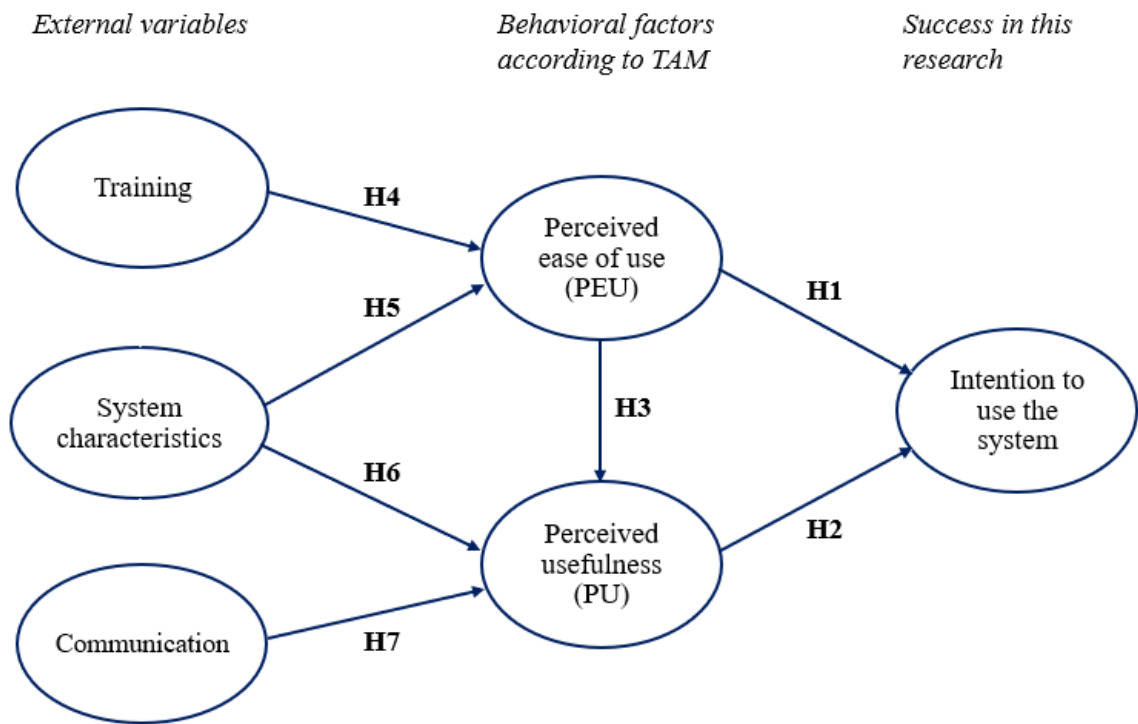 External variables
Behavioral factors
according to TAM
Success in this
research
Training
H4
Perceived
ease of use
(PEU)
H1
H5
System
characteristics
H3
Intention to
use the
system
H6
Perceived
usefulness
(PU)
H2
Communication
H7